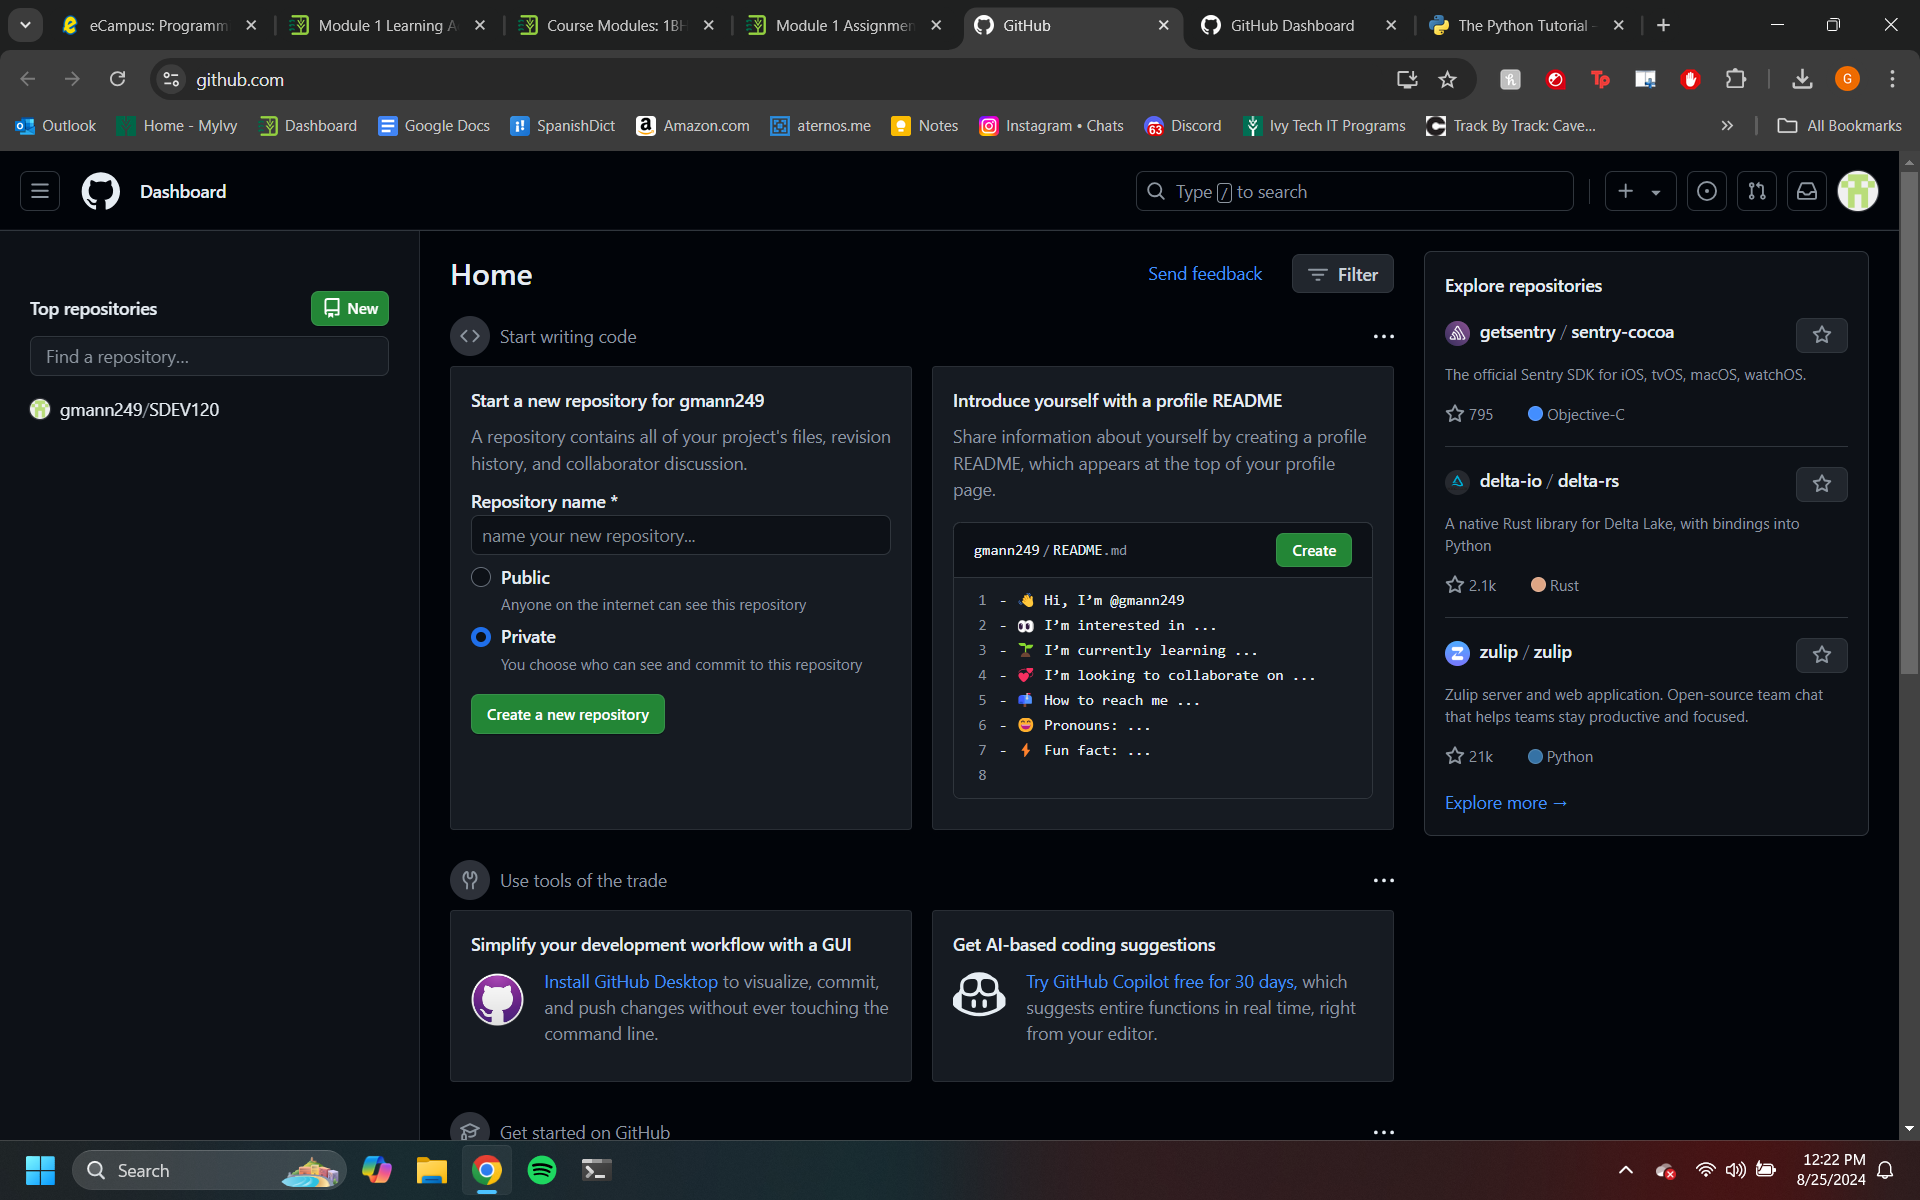 eCampus: Programm
Module 1 Learning A
Course Modules: 1BH
Module 1 Assignmen
GitHub
GitHub Dashboard
The Python Tutorial -
github.com
Outlook
Home - MyIvy
Dashboard
Google Docs
SpanishDict
Amazon.com
aternos.me
Notes
Instagram • Chats
Discord
Ivy Tech IT Programs
Track By Track: Cave...
All Bookmarks
Dashboard
Type / to search
Top repositories
New
Find a repository...
gmann249/SDEV120
Home
Send feedback
Filter
Start writing code
Start a new repository for gmann249
A repository contains all of your project's files, revision
history, and collaborator discussion.
Repository name *
name your new repository...
Public
Anyone on the internet can see this repository
Private
You choose who can see and commit to this repository
Create a new repository
Introduce yourself with a profile README
Share information about yourself by creating a profile
README, which appears at the top of your profile
page.
gmann249 / README.md
Create
1 - 👋 Hi, I’m @gmann249
2 - 👀 I’m interested in ...
3 - 🌱 I’m currently learning ...
4 - 💞️ I’m looking to collaborate on ...
5 - 📫 How to reach me ...
6 - 😄 Pronouns: ...
7 - ⚡ Fun fact: ...
8
Use tools of the trade
Simplify your development workflow with a GUI
Install GitHub Desktop to visualize, commit,
and push changes without ever touching the
command line.
Get AI-based coding suggestions
Try GitHub Copilot free for 30 days, which
suggests entire functions in real time, right
from your editor.
Get started on GitHub
Explore repositories
getsentry / sentry-cocoa
The official Sentry SDK for iOS, tvOS, macOS, watchOS.
795
Objective-C
delta-io / delta-rs
A native Rust library for Delta Lake, with bindings into
Python
2.1k
Rust
zulip / zulip
Zulip server and web application. Open-source team chat
that helps teams stay productive and focused.
21k
Python
Explore more →
Search
12:22 PM
8/25/2024